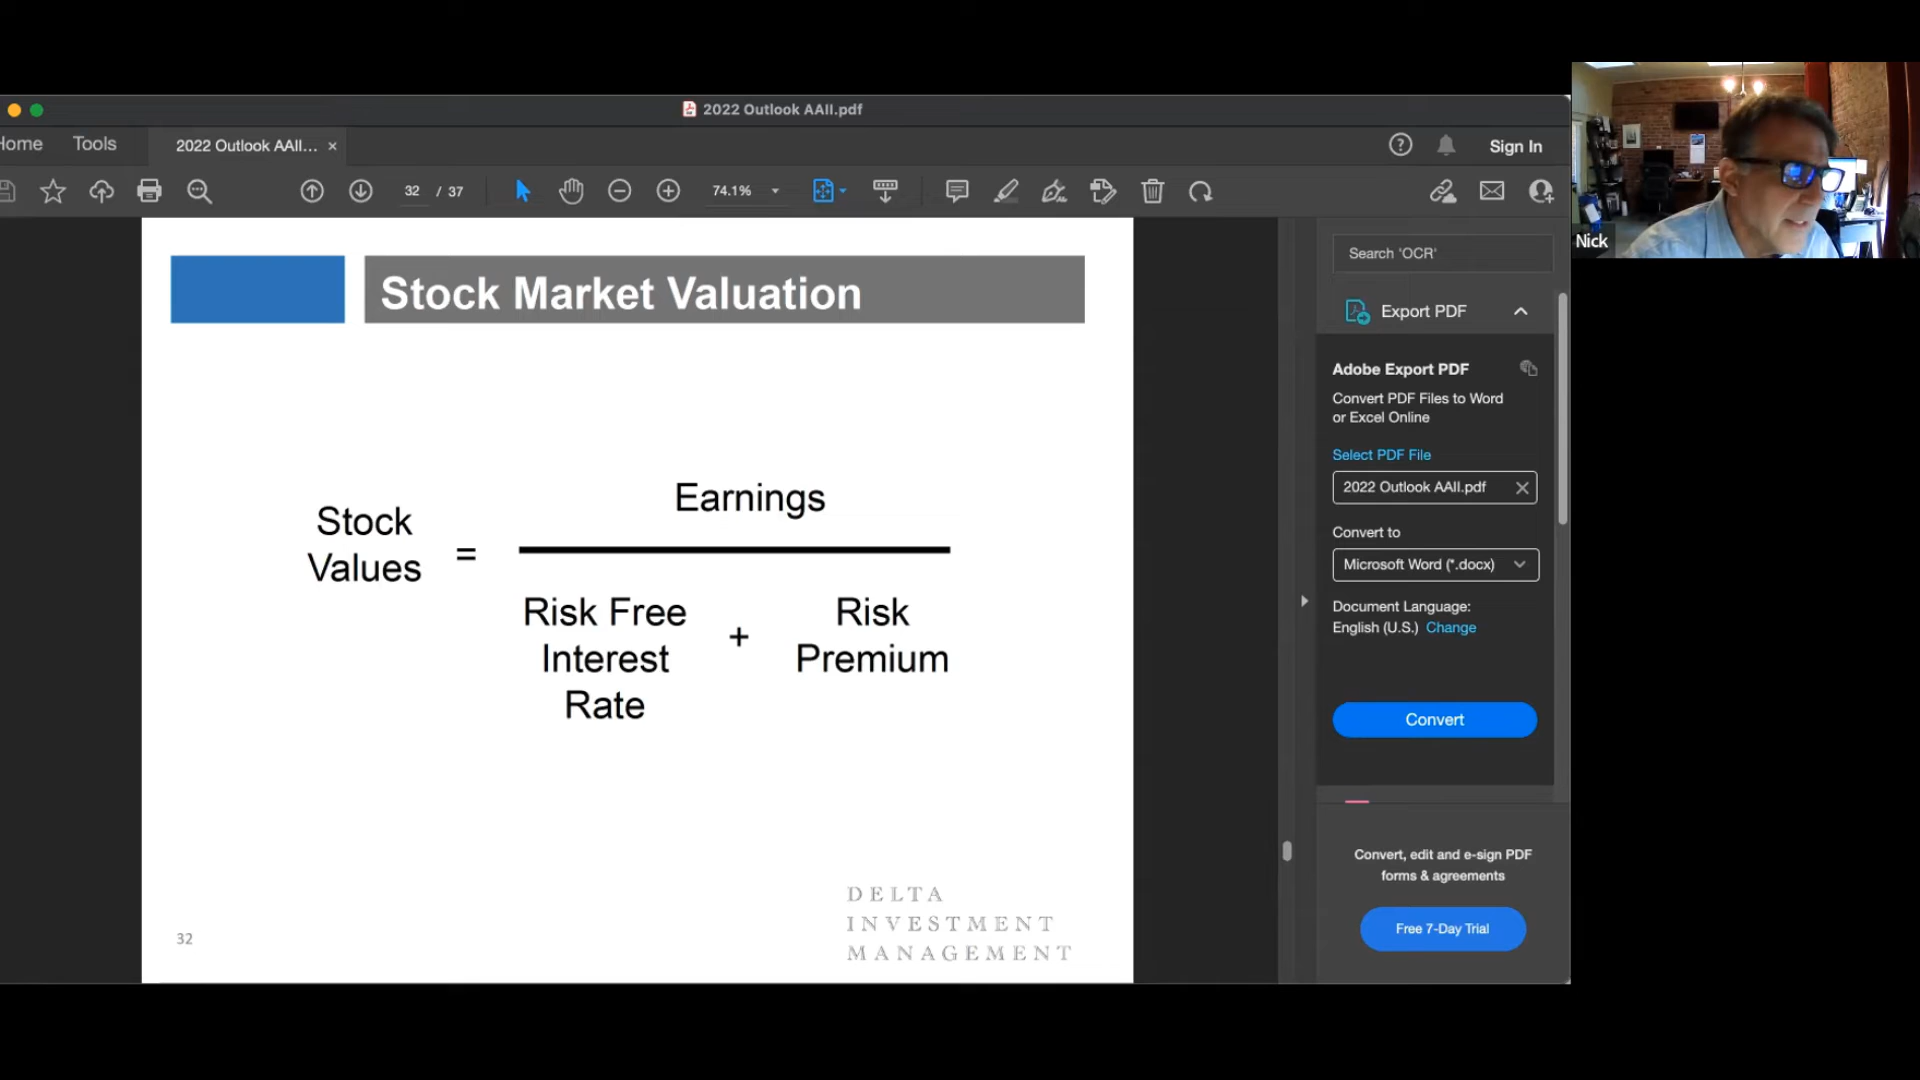 2022 Outlook AAII.pdf
Home
Tools
2022 Outlook AAII... ×
Sign In
32 / 37
74.1%
Nick
Stock Market Valuation
Search 'OCR'
Export PDF
Adobe Export PDF
Convert PDF Files to Word
or Excel Online
Select PDF File
2022 Outlook AAII.pdf
Convert to
Microsoft Word (*.docx)
Document Language:
English (U.S.) Change
Convert
Convert, edit and e-sign PDF
forms & agreements
Free 7-Day Trial
Stock
Values
=
Earnings
Risk Free
Interest
Rate
+
Risk
Premium
32
DELTA
INVESTMENT
MANAGEMENT